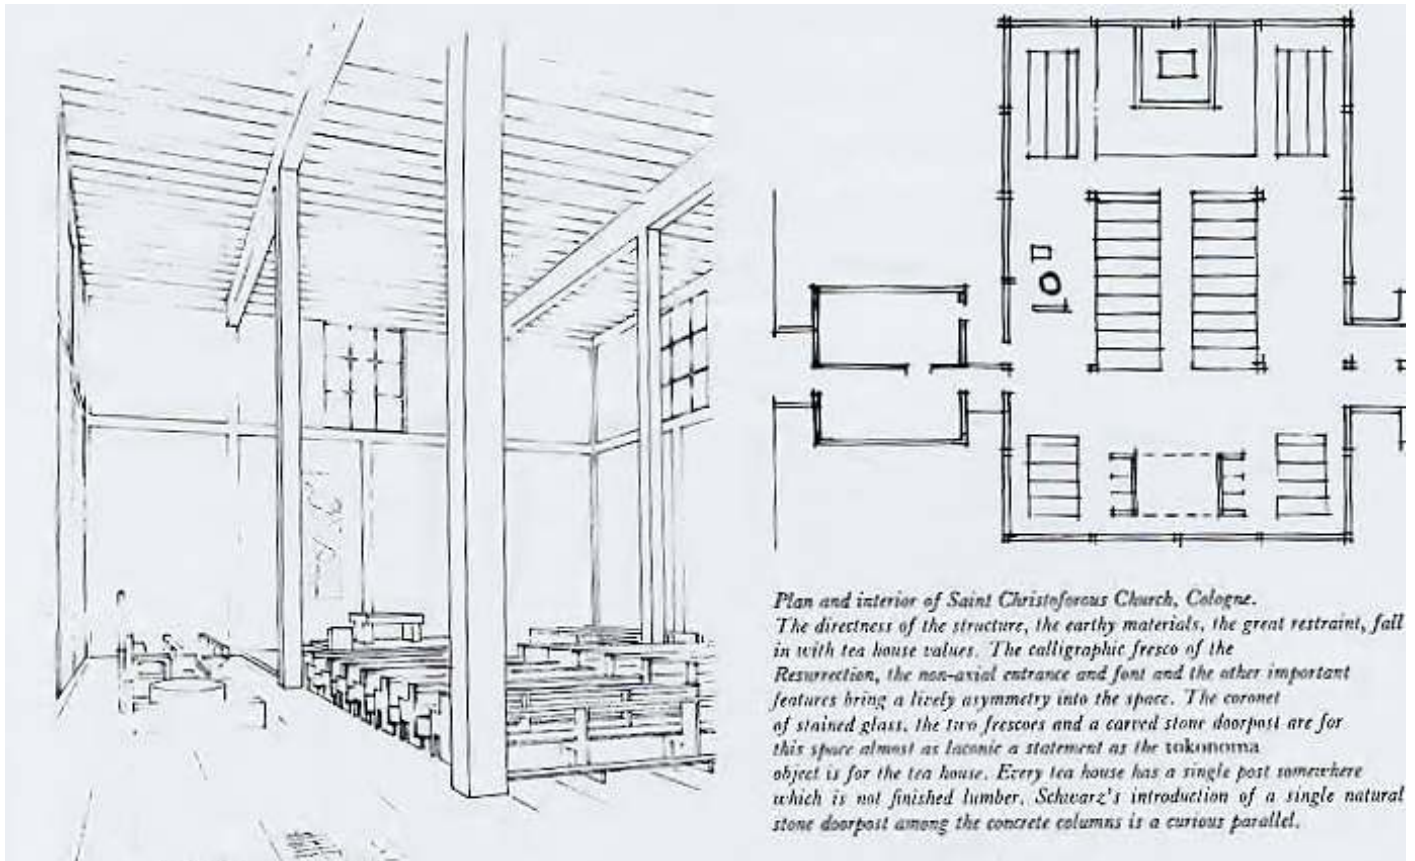 Plan and interior of Saint Christoforous Church, Cologne.
The directness of the structure, the earthy materials, the great restraint, fall
in with tea house values. The calligraphic fresco of the
Resurrection, the non-axial entrance and font and the other important
features bring a lively asymmetry into the space. The coronet
of stained glass, the two frescoes and a carved stone doorpost are for
this space almost as laconic a statement as the tokonoma
object is for the tea house. Every tea house has a single post somewhere
which is not finished lumber. Schwarz's introduction of a single natural
stone doorpost among the concrete columns is a curious parallel.